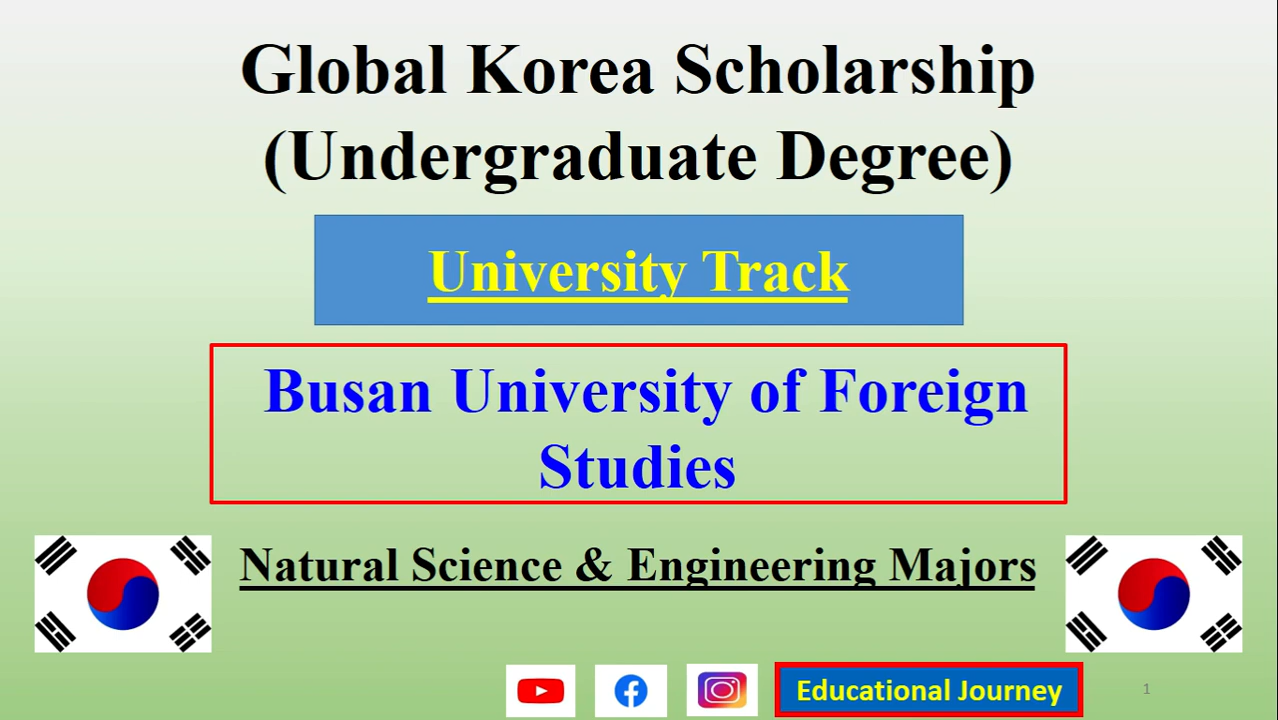 Global Korea Scholarship
(Undergraduate Degree)
University Track
Busan University of Foreign
Studies
Natural Science & Engineering Majors
Educational Journey
1